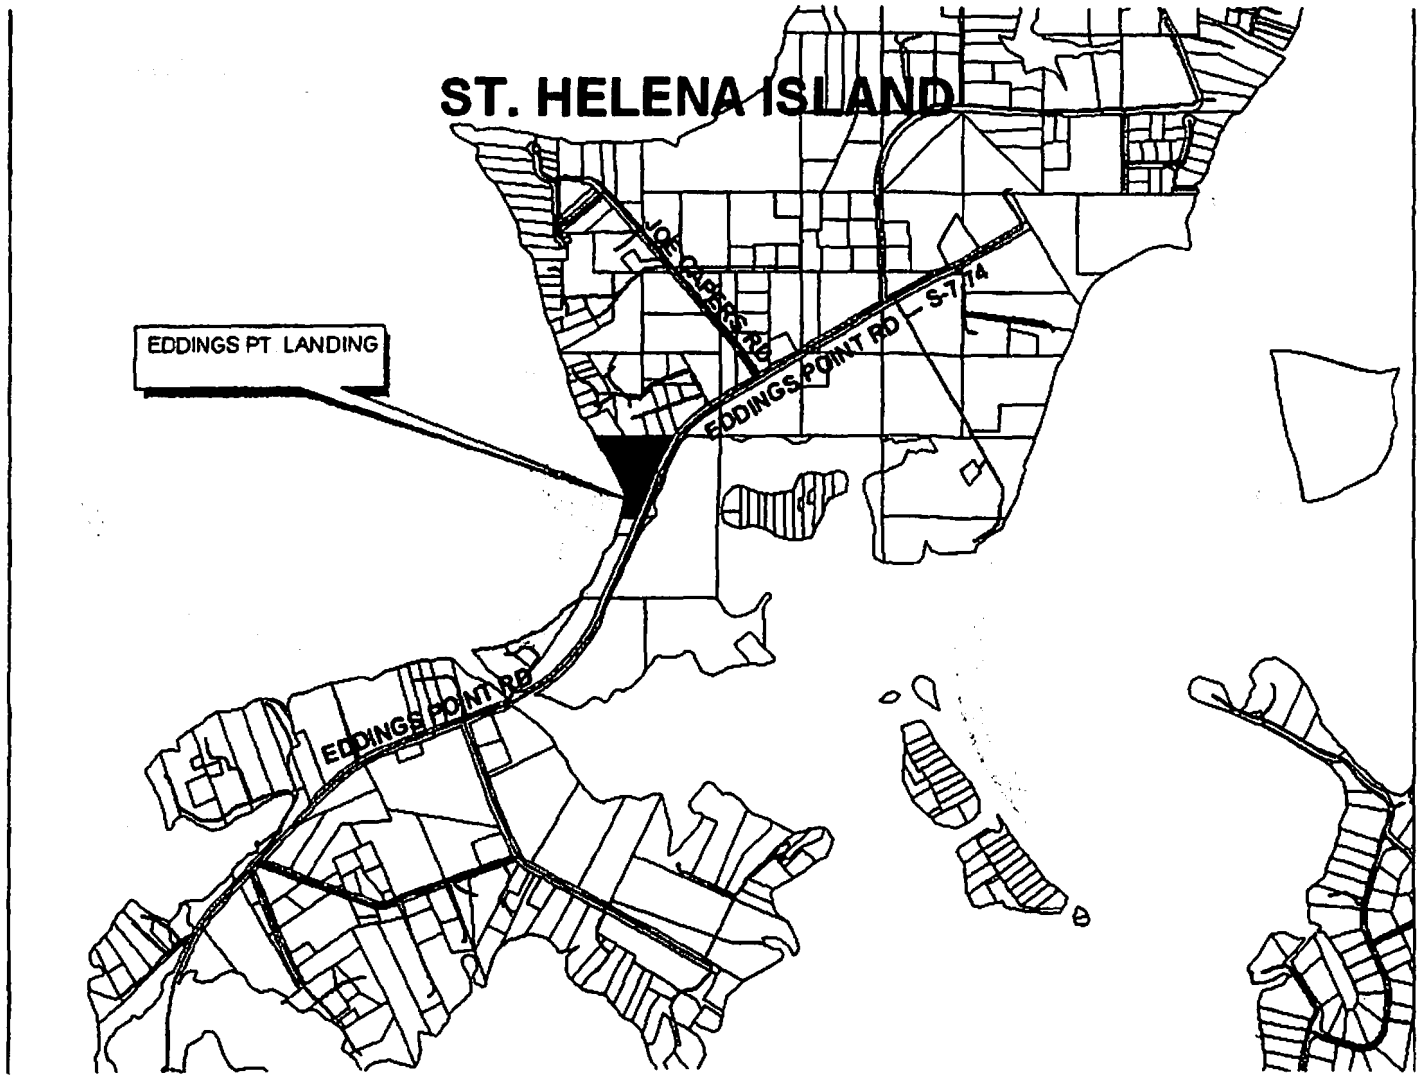 ST. HELENA ISLAND
JOE CAPERS RD
EDDINGS POINT RD — S-7-74
EDDINGS PT. LANDING
EDDINGS POINT RD